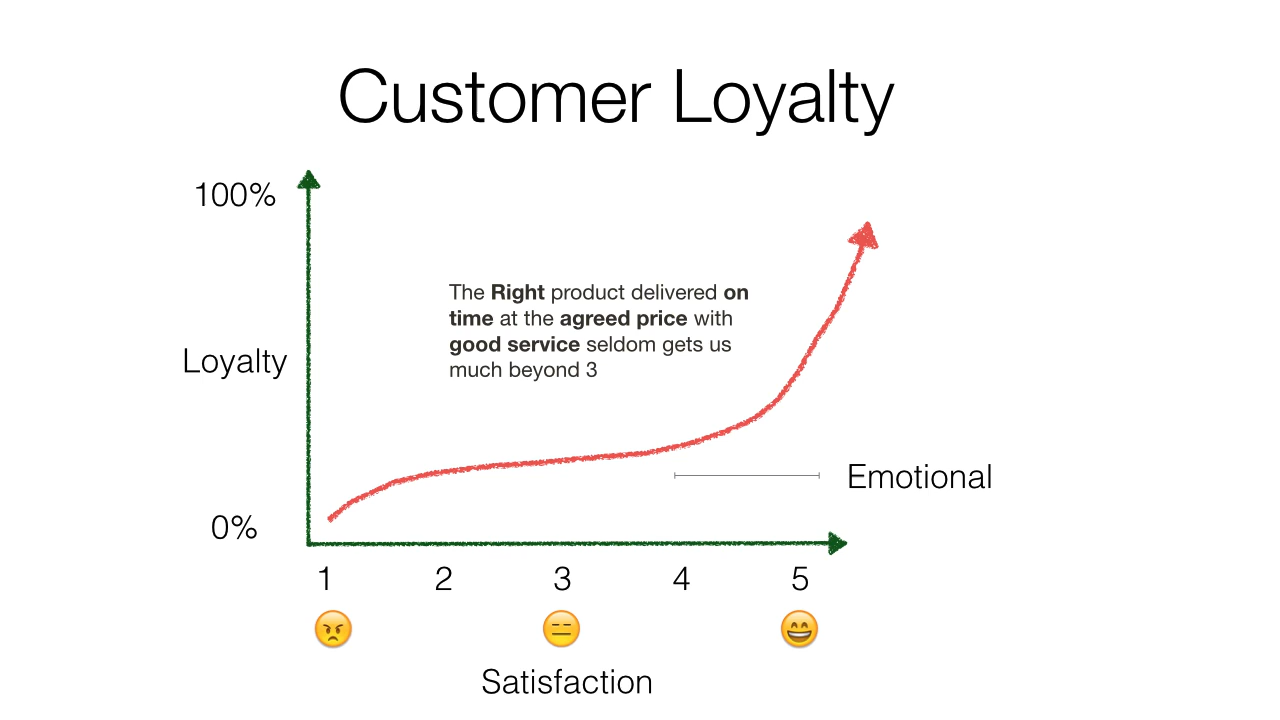 Customer Loyalty
100%
The Right product delivered on
time at the agreed price with
good service seldom gets us
much beyond 3
Loyalty
Emotional
0%
1 2 3 4 5
Satisfaction